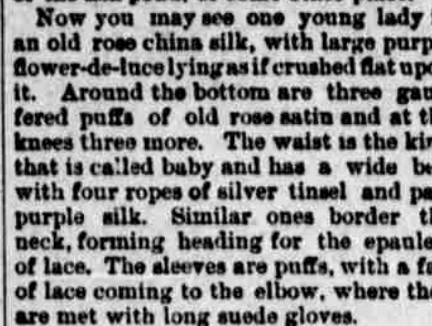 Now you may see one young lady
an old rose china silk, with large purp
flower-de-luce lying as if crushed flat upo
it. Around the bottom are three gau
fered puffs of old rose satin and at th
knees three more. The waist is the kin
that is called baby and has a wide be
with four ropes of silver tinsel and pa
purple silk. Similar ones border th
neck, forming heading for the epaule
of lace. The sleeves are puffs, with a fa
of lace coming to the elbow, where the
are met with long suede gloves.